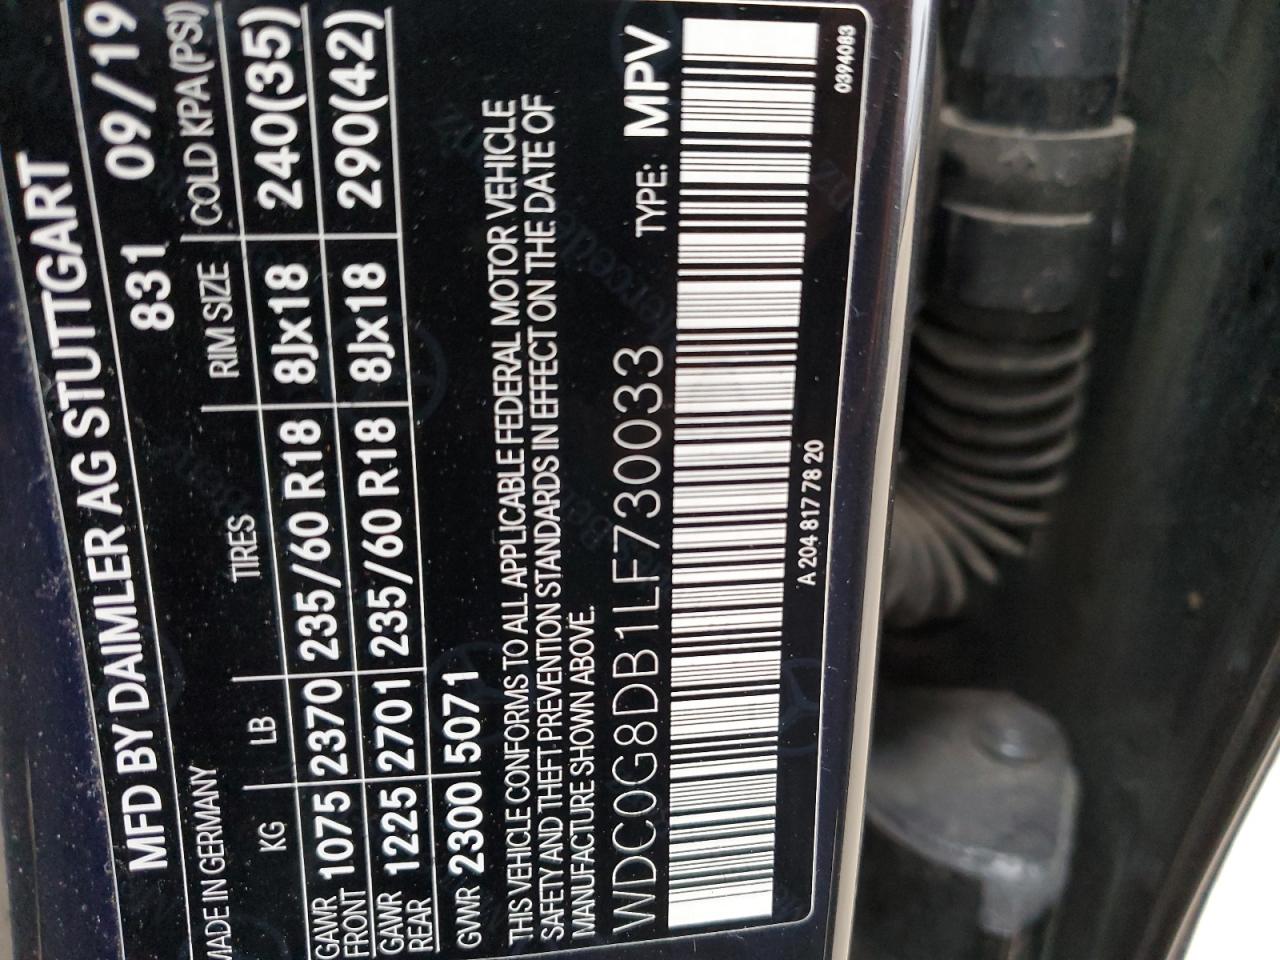 MFD BY DAIMLER AG STUTTGART
MADE IN GERMANY 831 09/19
KG LB TIRES RIM SIZE COLD KPA (PSI)
GAWR FRONT 1075 2370 235/60 R18 8Jx18 240(35)
GAWR REAR 1225 2701 235/60 R18 8Jx18 290(42)
GVWR 2300 5071
THIS VEHICLE CONFORMS TO ALL APPLICABLE FEDERAL MOTOR VEHICLE
SAFETY AND THEFT PREVENTION STANDARDS IN EFFECT ON THE DATE OF
MANUFACTURE SHOWN ABOVE.
WDC0G8DB1LF730033 TYPE: MPV
A 204 817 78 20 0394083